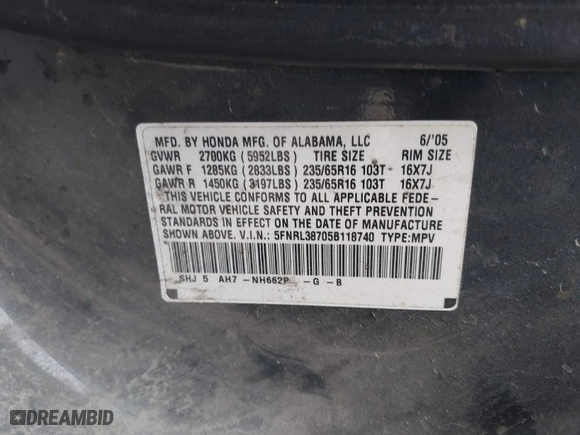 MFD. BY HONDA MFG. OF ALABAMA, LLC 6/'05
GVWR 2700KG (5952LBS) TIRE SIZE RIM SIZE
GAWR F 1285KG (2833LBS) 235/65R16 103T 16X7J
GAWR R 1450KG (3197LBS) 235/65R16 103T 16X7J
THIS VEHICLE CONFORMS TO ALL APPLICABLE FEDE-
RAL MOTOR VEHICLE SAFETY AND THEFT PREVENTION
STANDARDS IN EFFECT ON THE DATE OF MANUFACTURE
SHOWN ABOVE. V.I.N.: 5FNRL38705B118740 TYPE:MPV
SHJ 5 AH7 -NH662P -G -B
DREAMBID